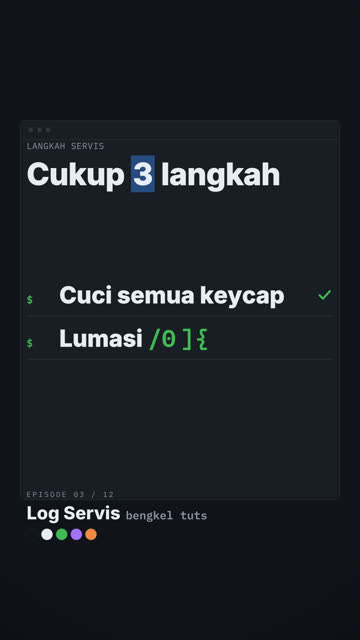 LANGKAH SERVIS
Cukup 3 langkah
$ Cuci semua keycap ✓
$ Lumasi /0 ]{
EPISODE 03 / 12
Log Servis bengkel tuts